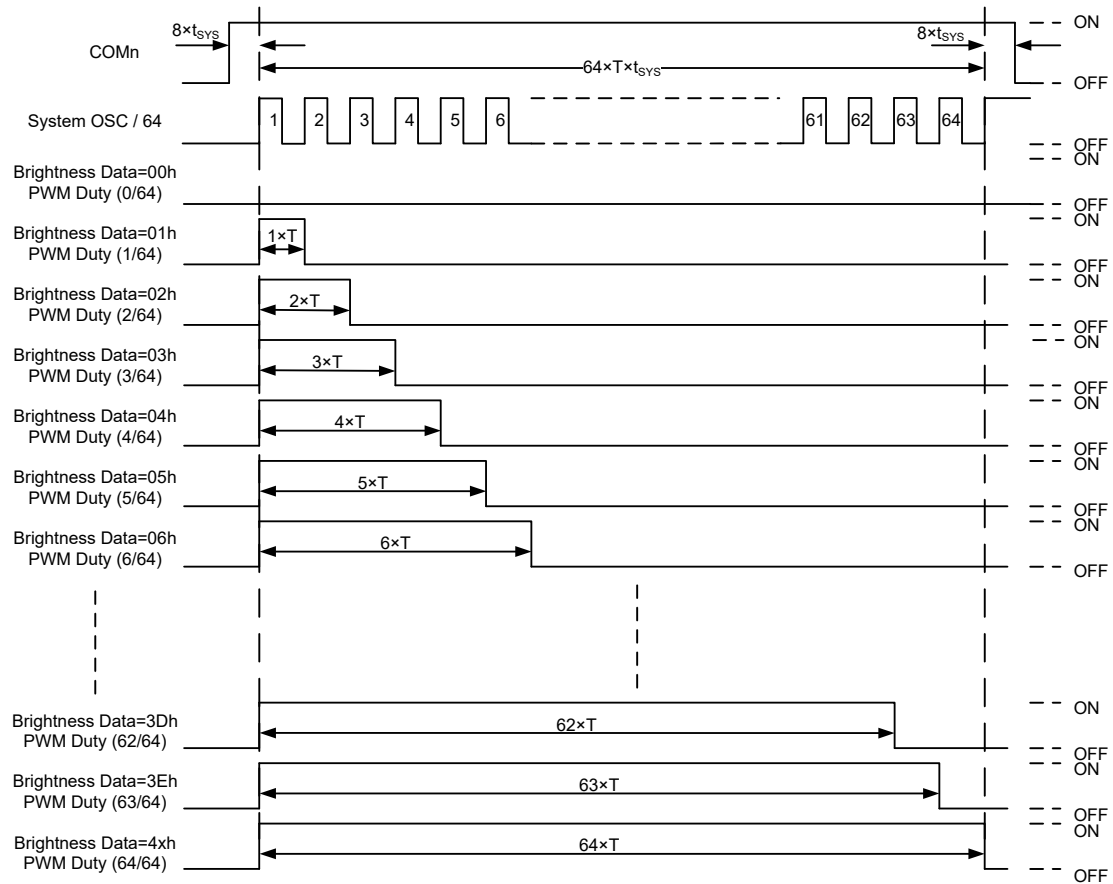 8×tSYS
8×tSYS
ON
COMn
64×T×tSYS
OFF
System OSC / 64
1 2 3 4 5 6 61 62 63 64
OFF
ON
Brightness Data=00h
PWM Duty (0/64)
OFF
ON
Brightness Data=01h
1×T
PWM Duty (1/64)
OFF
ON
Brightness Data=02h
2×T
PWM Duty (2/64)
OFF
ON
Brightness Data=03h
3×T
PWM Duty (3/64)
OFF
ON
Brightness Data=04h
4×T
PWM Duty (4/64)
OFF
ON
Brightness Data=05h
5×T
PWM Duty (5/64)
OFF
ON
Brightness Data=06h
6×T
PWM Duty (6/64)
OFF
ON
Brightness Data=3Dh
62×T
PWM Duty (62/64)
OFF
ON
Brightness Data=3Eh
63×T
PWM Duty (63/64)
OFF
ON
Brightness Data=4xh
64×T
PWM Duty (64/64)
OFF